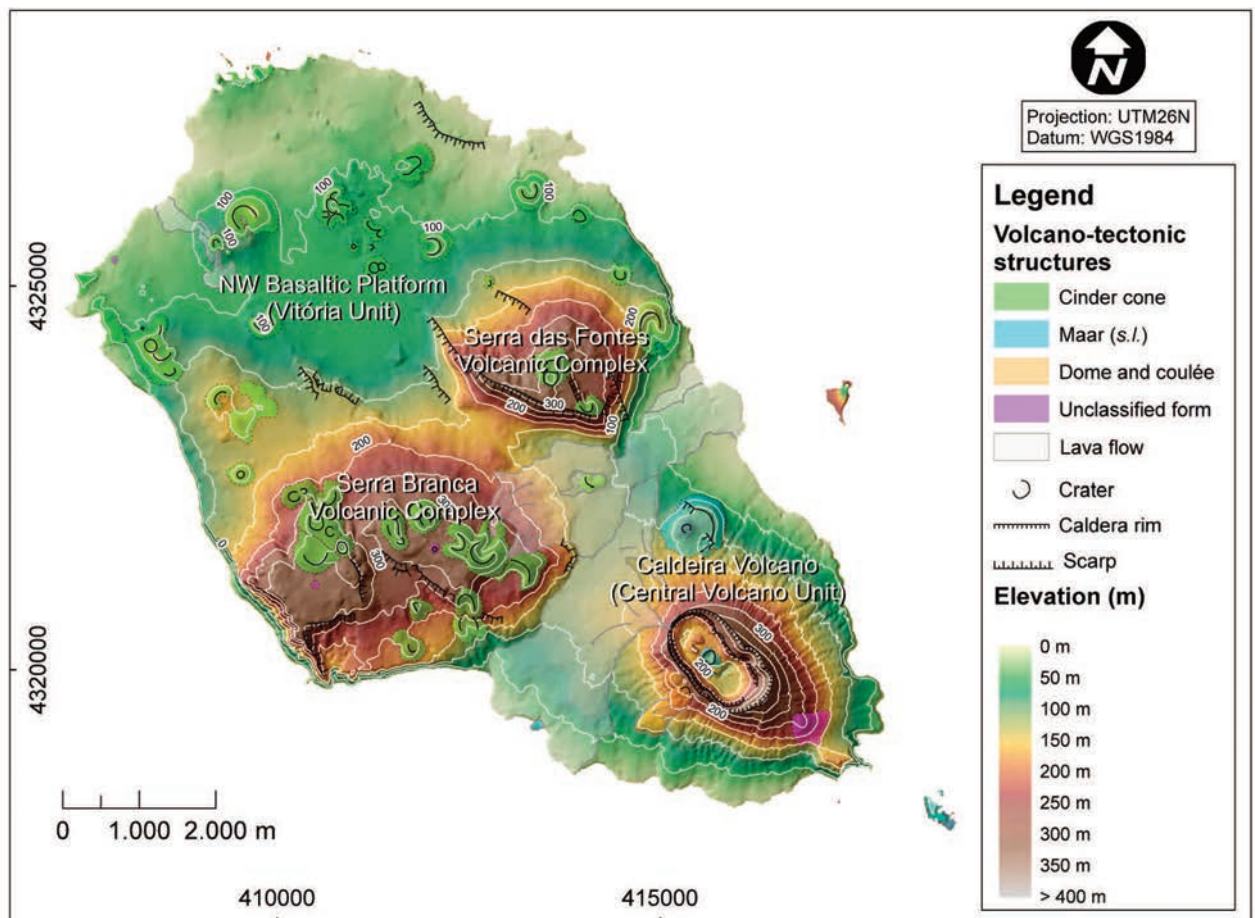 N
Projection: UTM26N
Datum: WGS1984
Legend
Volcano-tectonic
structures
Cinder cone
Maar (s.l.)
Dome and coulée
Unclassified form
Lava flow
Crater
Caldera rim
Scarp
Elevation (m)
0 m
50 m
100 m
150 m
200 m
250 m
300 m
350 m
> 400 m
4325000
4320000
100
100
100
100
100
NW Basaltic Platform
(Vitória Unit)
100
200
Serra das Fontes
Volcanic Complex
300
200
100
200
Serra Branca
Volcanic Complex
300
300
0
Caldeira Volcano
(Central Volcano Unit)
300
200
200
0 1.000 2.000 m
410000 415000